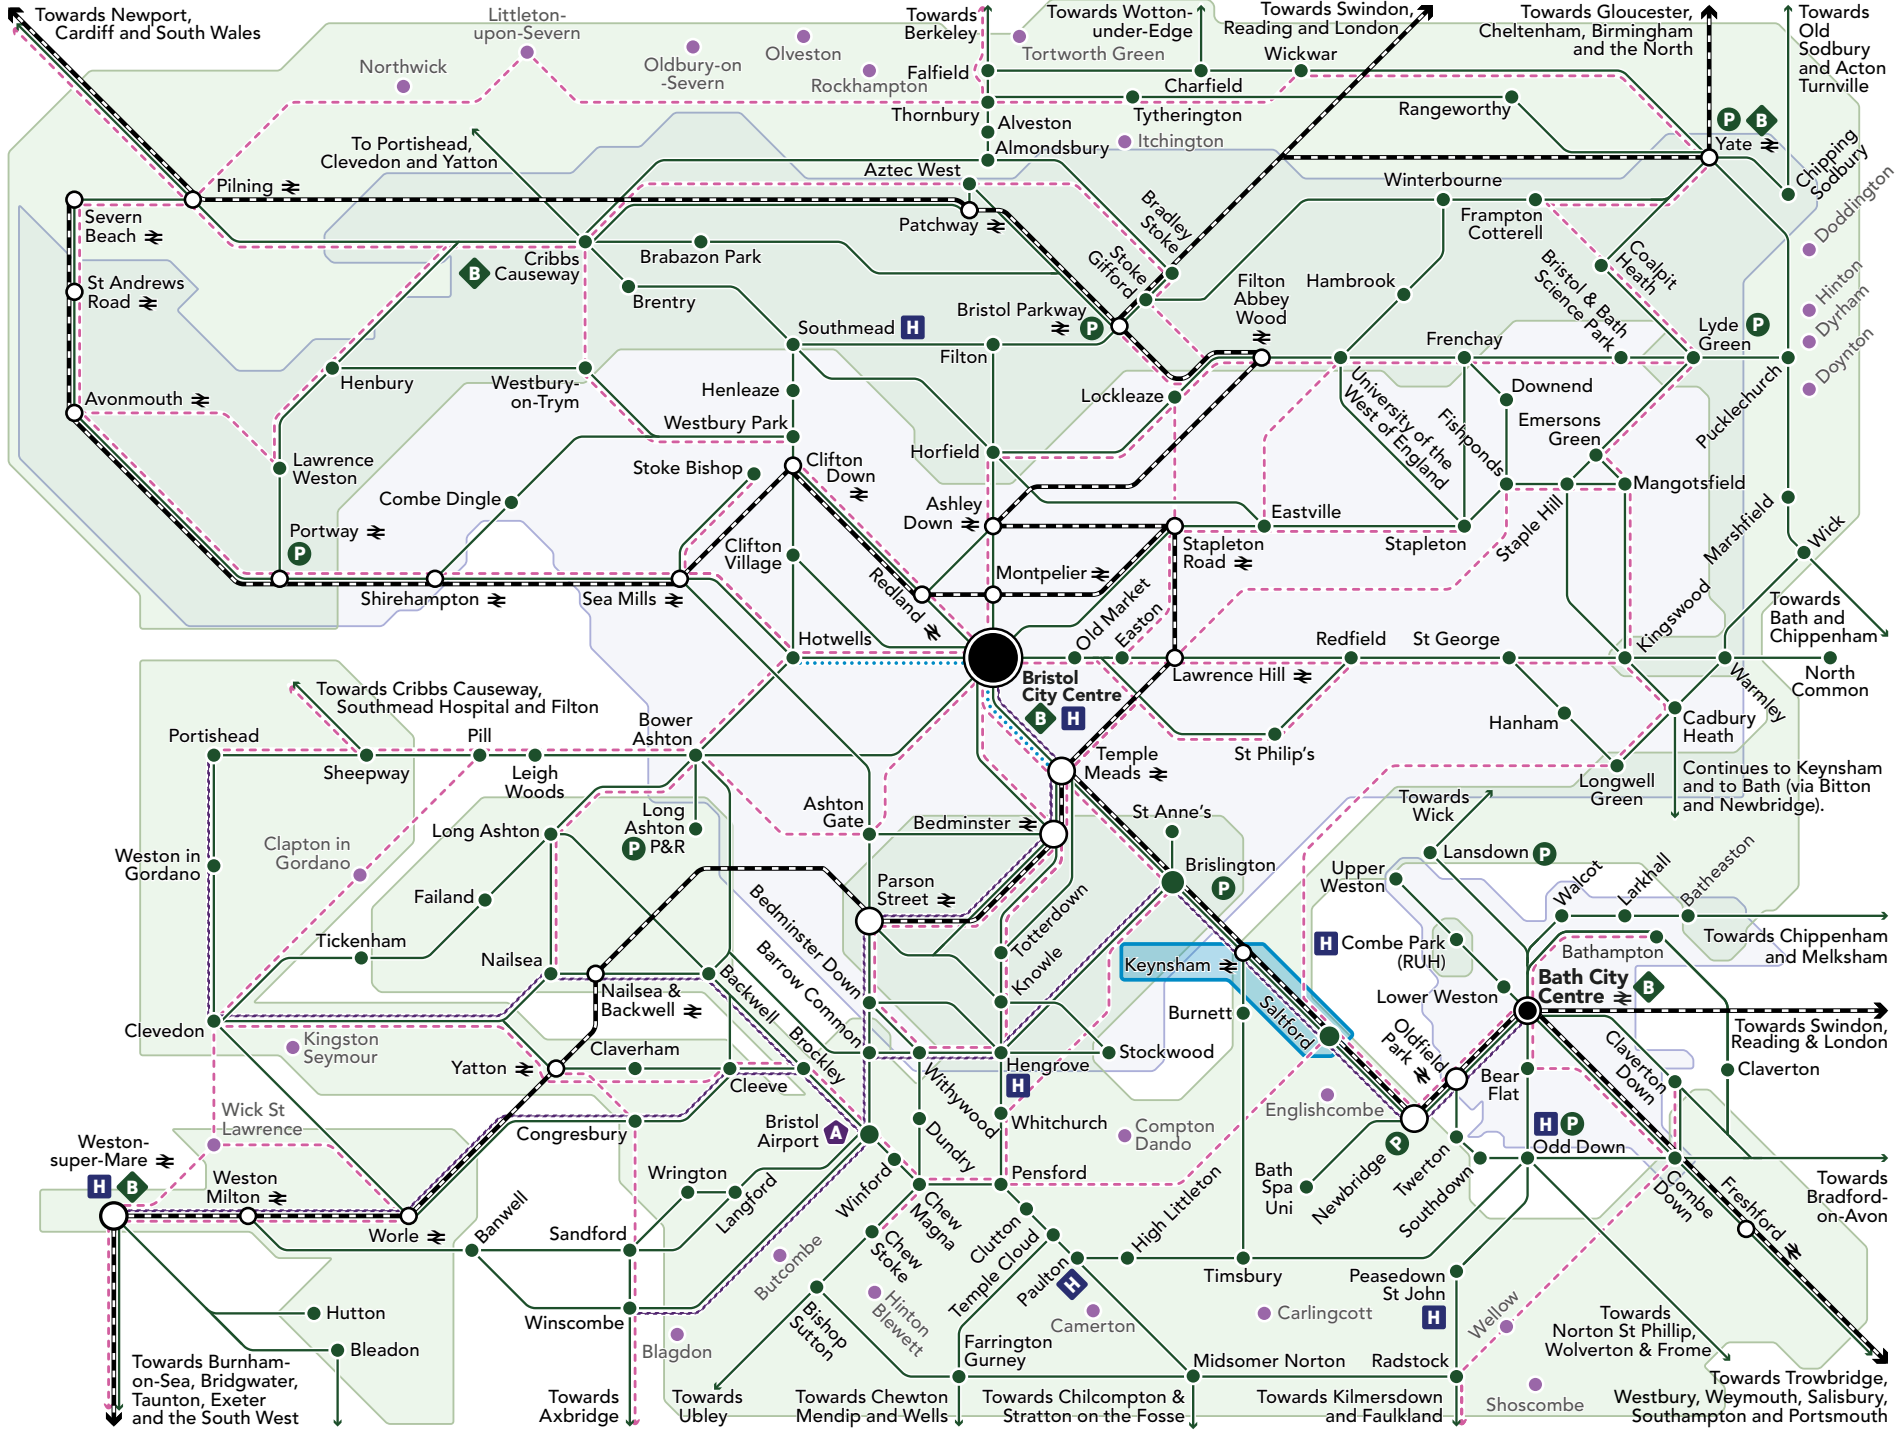 Towards Newport,
Cardiff and South Wales
Littleton-
upon-Severn
Northwick
Oldbury-on
-Severn
Olveston
Rockhampton
Towards
Berkeley
Tortworth Green
Towards Wotton-
under-Edge
Towards Swindon,
Reading and London
Wickwar
Towards Gloucester,
Cheltenham, Birmingham
and the North
Towards
Old
Sodbury
and Acton
Turnville
Falfield
Charfield
Thornbury
Tytherington
Rangeworthy
Alveston
Itchington
Almondsbury
P B
Yate
Chipping
Sodbury
To Portishead,
Clevedon and Yatton
Aztec West
Pilning
Patchway
Severn
Beach
St Andrews
Road
Cribbs
Causeway
B
Brabazon Park
Brentry
Bradley
Stoke
Stoke
Gifford
Bristol Parkway
P
Filton
Abbey
Wood
Winterbourne
Frampton
Cotterell
Hambrook
Coalpit
Heath
Bristol & Bath
Science Park
Doddington
Hinton
Dyrham
Doynton
Lyde
Green
P
Southmead H
Filton
Frenchay
Henbury
Westbury-
on-Trym
Henleaze
Westbury Park
Lockleaze
University of the
West of England
Downend
Emersons
Green
Fishponds
Pucklechurch
Avonmouth
Lawrence
Weston
Portway
P
Stoke Bishop
Combe Dingle
Clifton
Down
Horfield
Ashley
Down
Eastville
Stapleton
Stapleton
Road
Staple Hill
Mangotsfield
Marshfield
Wick
Shirehampton
Sea Mills
Clifton
Village
Redland
Montpelier
Hotwells
Old Market
Easton
Lawrence Hill
Redfield
St George
Kingswood
Towards
Bath and
Chippenham
North
Common
Warmley
Bristol
City Centre
B H
Towards Cribbs Causeway,
Southmead Hospital and Filton
Portishead
Sheepway
Pill
Leigh
Woods
Bower
Ashton
Long
Ashton
P P&R
Temple
Meads
St Philip's
Hanham
Cadbury
Heath
Longwell
Green
Continues to Keynsham
and to Bath (via Bitton
and Newbridge).
Weston in
Gordano
Clapton in
Gordano
Long Ashton
Ashton
Gate
Bedminster
St Anne's
Brislington
P
Towards
Wick
Lansdown P
Upper
Weston
Walcot
Larkhall
Batheaston
Failand
Tickenham
Nailsea
Parson
Street
Totterdown
Knowle
Bedminster Down
Barrow Common
Keynsham
Saltford
Burnett
H Combe Park
(RUH)
Lower Weston
Bathampton
Bath City
Centre
B
Towards Chippenham
and Melksham
Towards Swindon,
Reading & London
Clevedon
Kingston
Seymour
Nailsea &
Backwell
Backwell
Brockley
Yatton
Claverham
Cleeve
Stockwood
Hengrove
H
Withywood
Dundry
Whitchurch
Oldfield
Park
Bear
Flat
Claverton
Down
Claverton
Englishcombe
Compton
Dando
Wick St
Lawrence
Weston-
super-Mare
H B
Weston
Milton
Worle
Congresbury
Bristol
Airport
A
Winford
Wrington
Langford
Chew
Magna
Pensford
Newbridge
P
H P
Odd Down
Twerton
Southdown
Bath
Spa
Uni
High Littleton
Combe
Down
Freshford
Towards
Bradford-
on-Avon
Banwell
Sandford
Winscombe
Butcombe
Chew
Stoke
Clutton
Temple Cloud
Paulton
H
Timsbury
Peasedown
St John
H
Hutton
Bleadon
Blagdon
Bishop
Sutton
Hinton
Blewett
Camerton
Carlingcott
Wellow
Farrington
Gurney
Midsomer Norton
Radstock
Shoscombe
Towards
Norton St Phillip,
Wolverton & Frome
Towards Burnham-
on-Sea, Bridgwater,
Taunton, Exeter
and the South West
Towards
Axbridge
Towards
Ubley
Towards Chewton
Mendip and Wells
Towards Chilcompton &
Stratton on the Fosse
Towards Kilmersdown
and Faulkland
Towards Trowbridge,
Westbury, Weymouth, Salisbury,
Southampton and Portsmouth